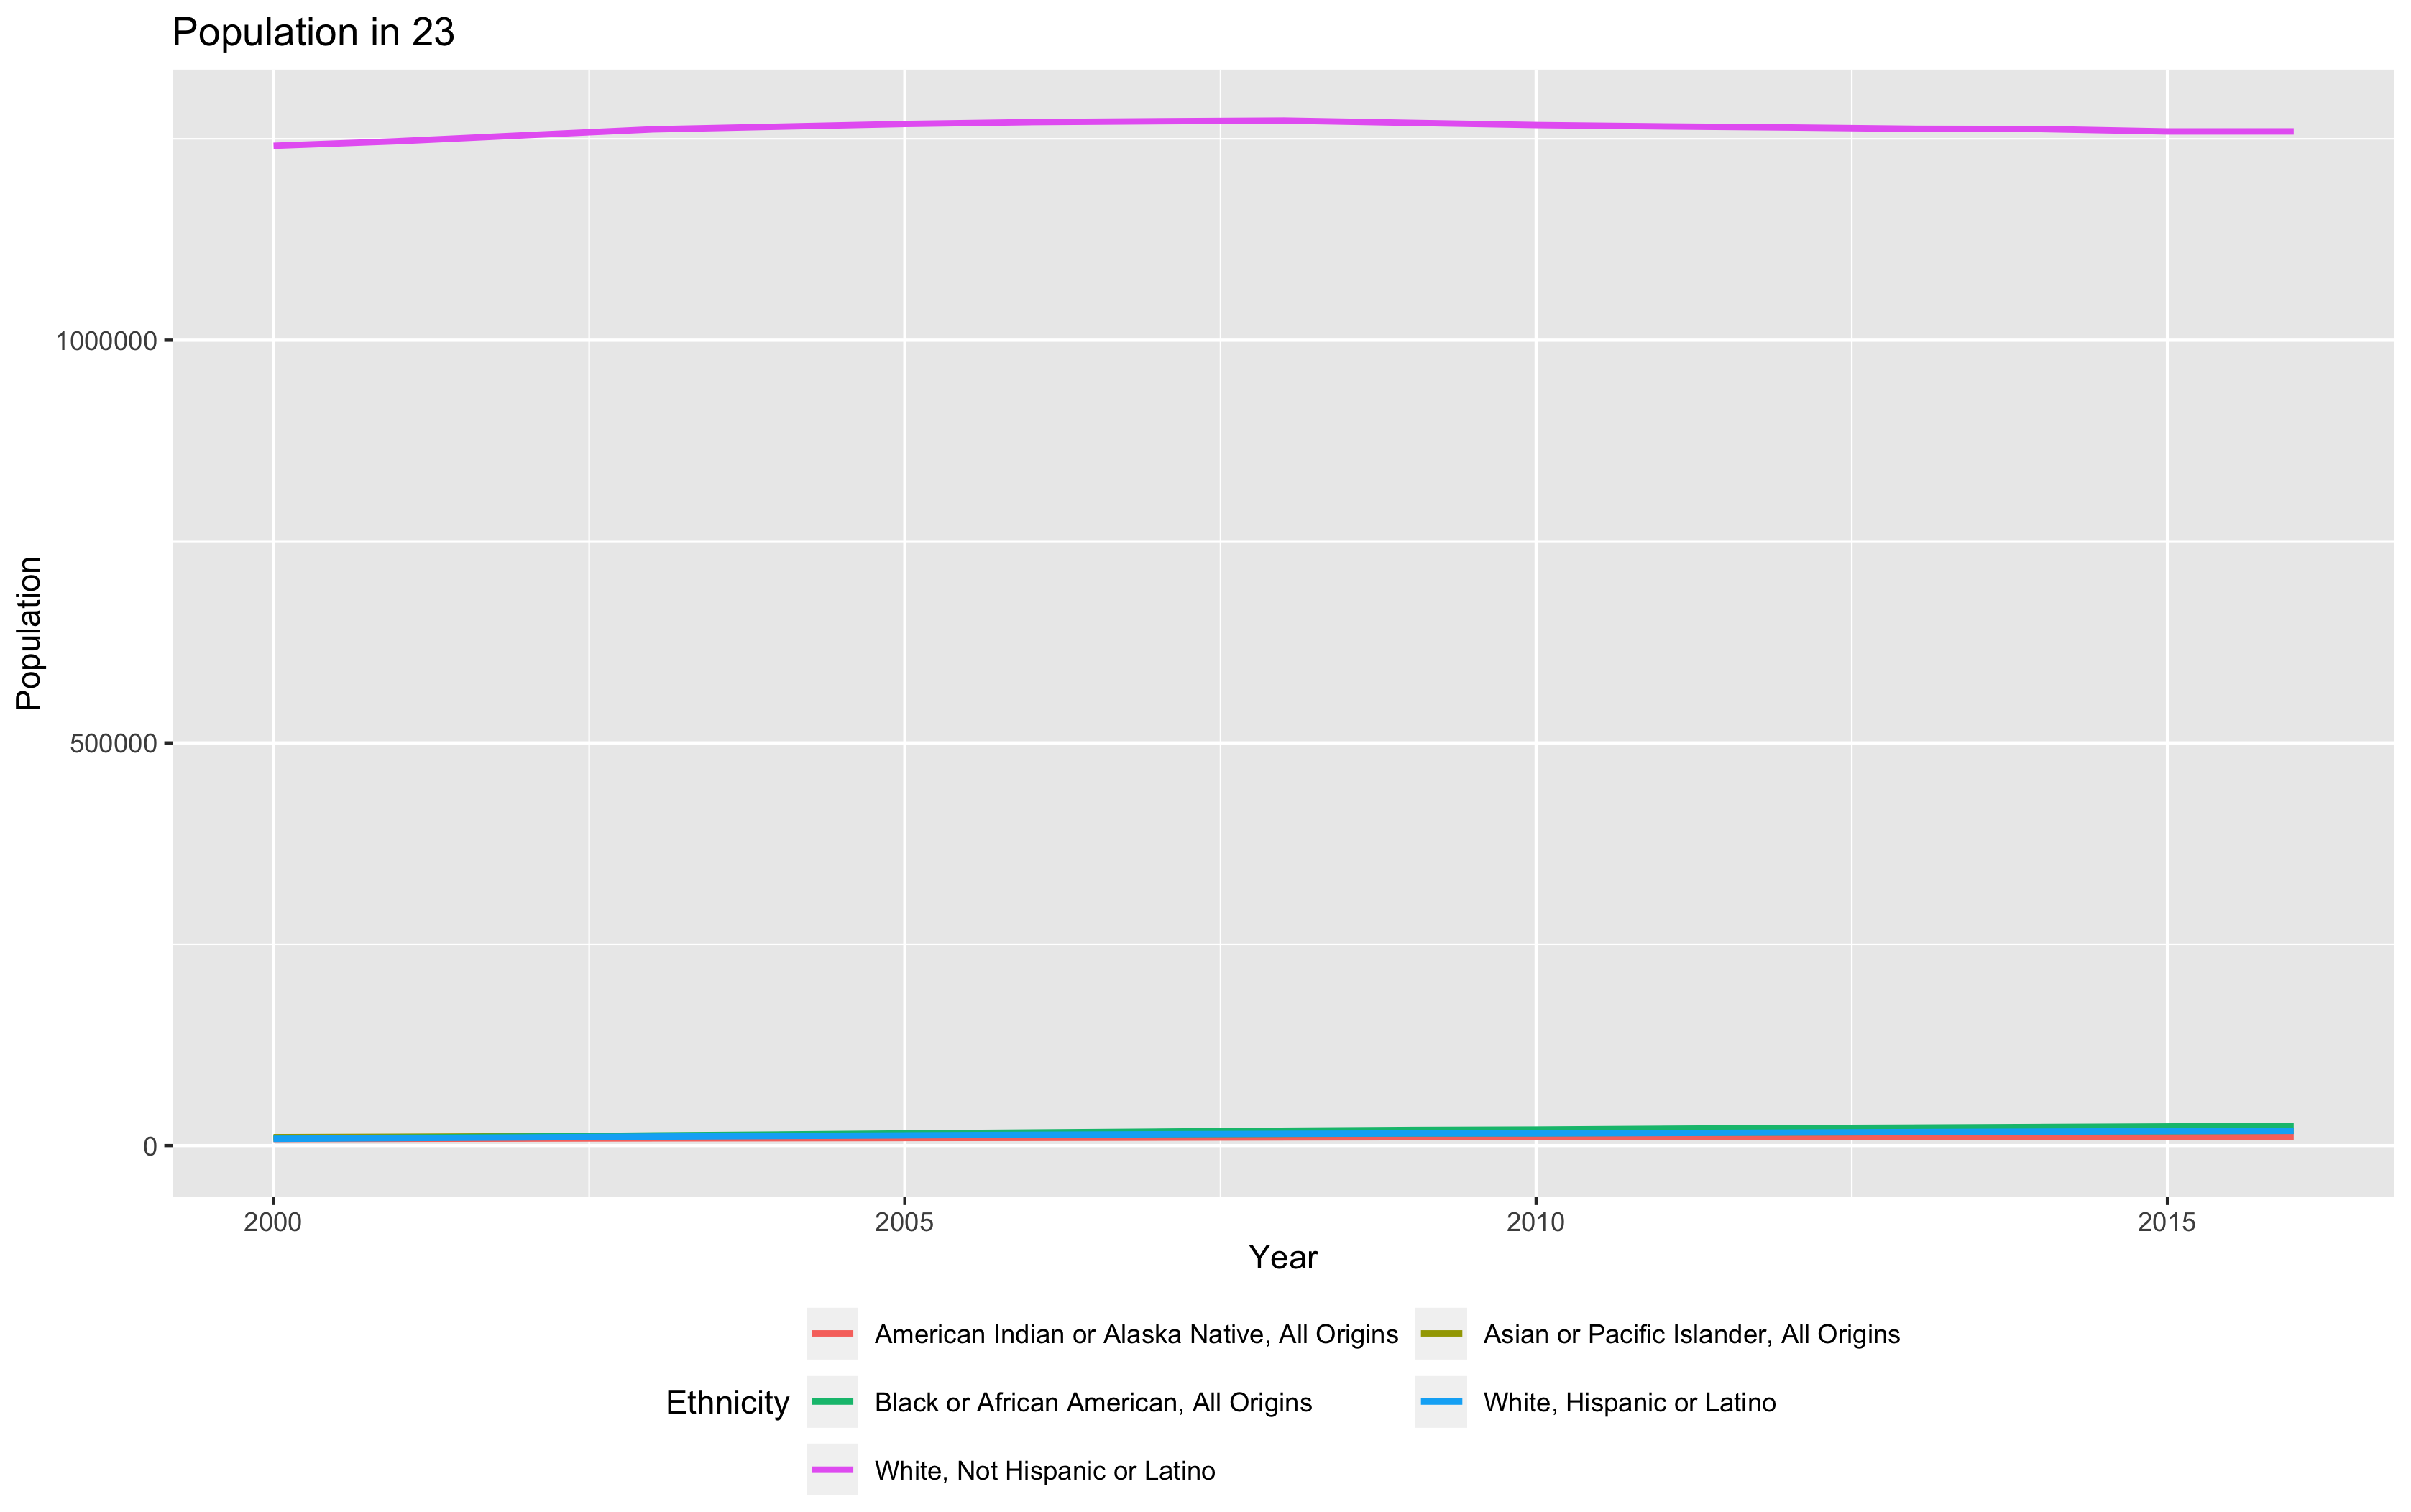 Population in 23
Population
1000000
500000
0
2000 2005 2010 2015
Year
Ethnicity
American Indian or Alaska Native, All Origins
Asian or Pacific Islander, All Origins
Black or African American, All Origins
White, Hispanic or Latino
White, Not Hispanic or Latino